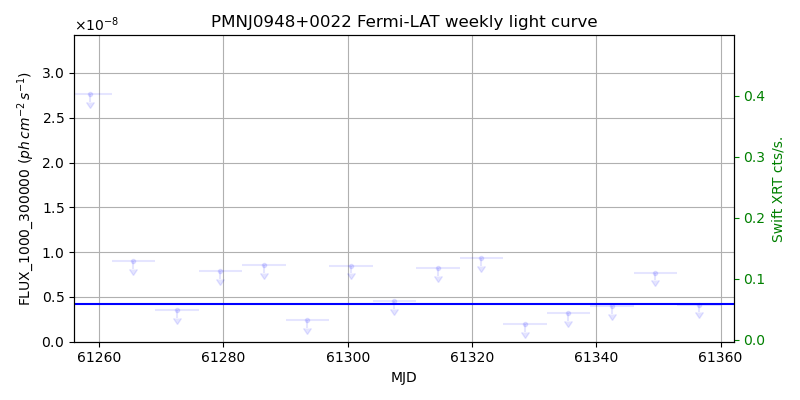 PMNJ0948+0022 Fermi-LAT weekly light curve
×10⁻⁸
FLUX_1000_300000 (ph cm⁻² s⁻¹)
3.0
2.5
2.0
1.5
1.0
0.5
0.0
0.4
0.3
0.2
0.1
0.0
Swift XRT cts/s.
61260 61280 61300 61320 61340 61360
MJD